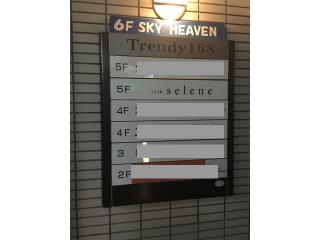 6F SKY HEAVEN
Trendy168
5F
5F club selene
4F
4F
3
2F